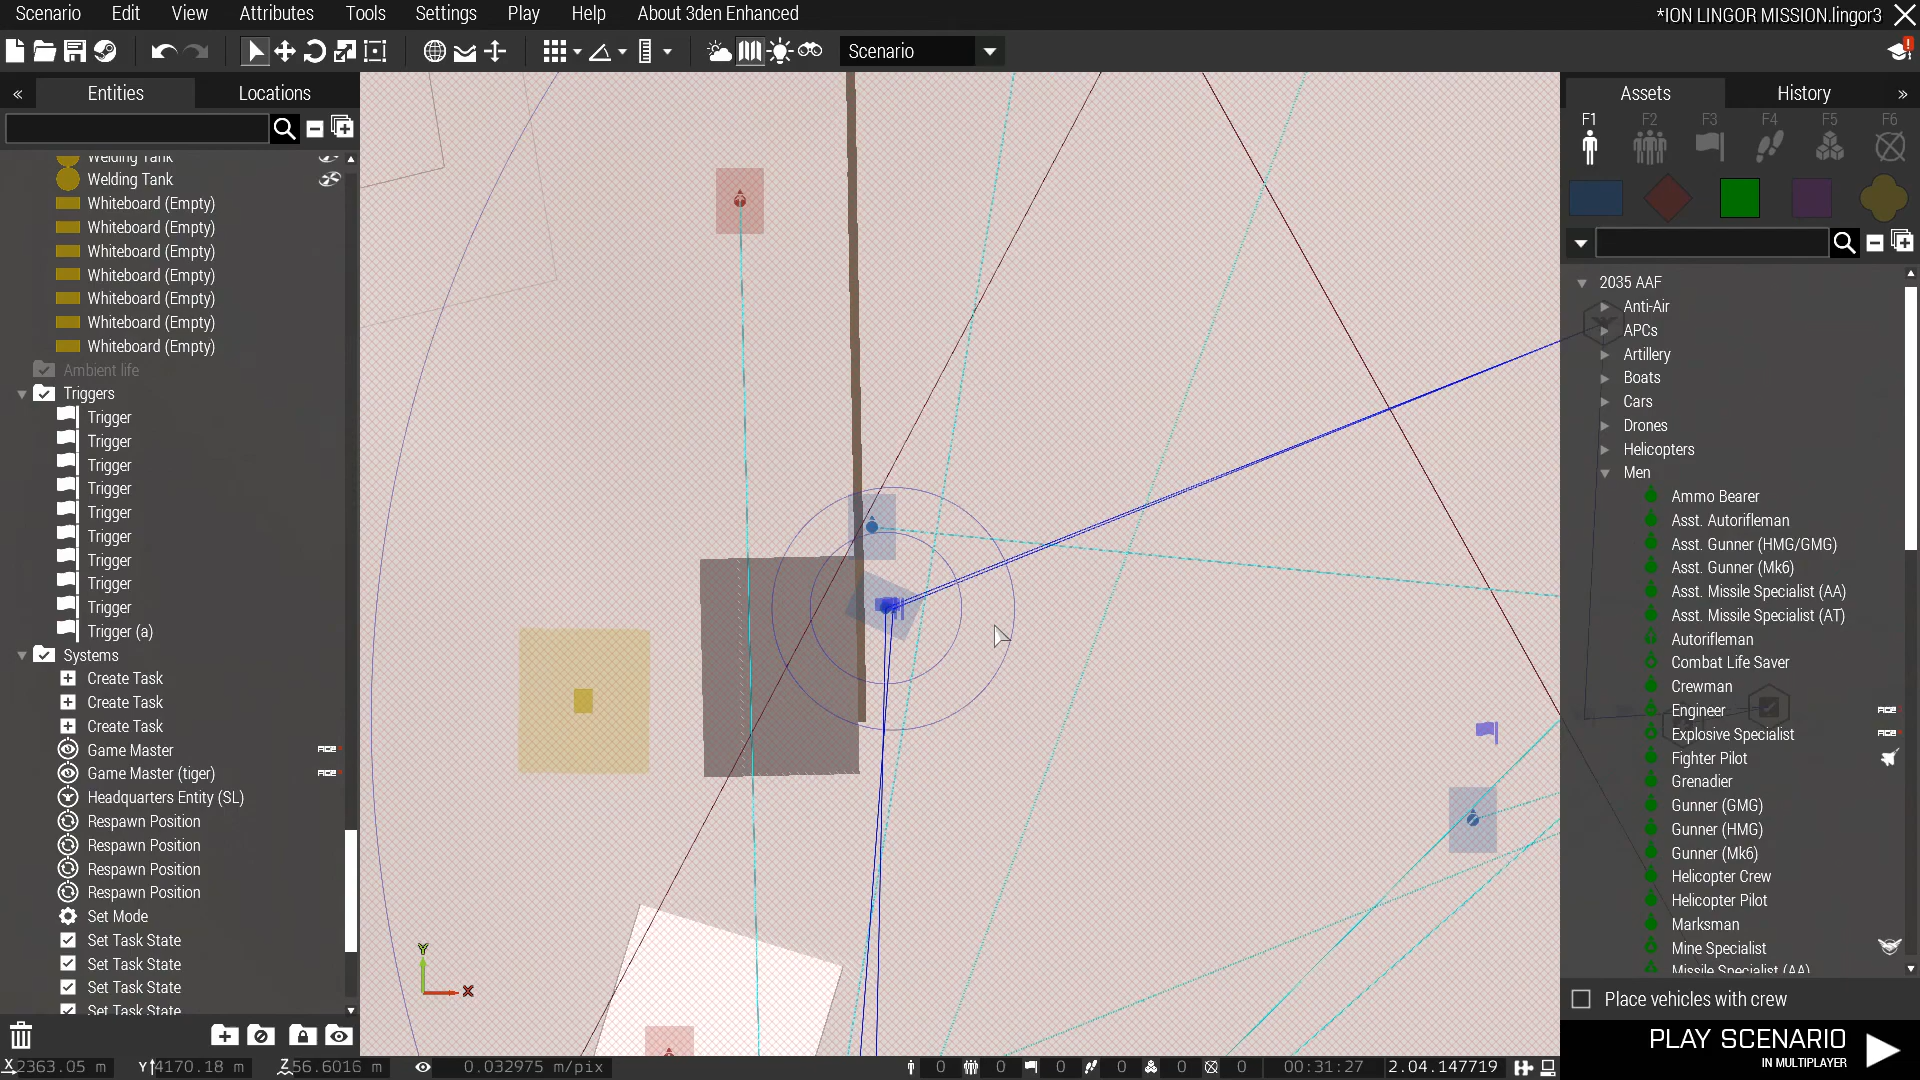 Scenario Edit View Attributes Tools Settings Play Help About 3den Enhanced *ION LINGOR MISSION.lingor3
Scenario
« Entities Locations
Welding Tank
Welding Tank
Whiteboard (Empty)
Whiteboard (Empty)
Whiteboard (Empty)
Whiteboard (Empty)
Whiteboard (Empty)
Whiteboard (Empty)
Whiteboard (Empty)
Ambient life
Triggers
Trigger
Trigger
Trigger
Trigger
Trigger
Trigger
Trigger
Trigger
Trigger
Trigger (a)
Systems
Create Task
Create Task
Create Task
Game Master
Game Master (tiger)
Headquarters Entity (SL)
Respawn Position
Respawn Position
Respawn Position
Respawn Position
Set Mode
Set Task State
Set Task State
Set Task State
Set Task State
Y
X
Assets History »
F1 F2 F3 F4 F5 F6
2035 AAF
Anti-Air
APCs
Artillery
Boats
Cars
Drones
Helicopters
Men
Ammo Bearer
Asst. Autorifleman
Asst. Gunner (HMG/GMG)
Asst. Gunner (Mk6)
Asst. Missile Specialist (AA)
Asst. Missile Specialist (AT)
Autorifleman
Combat Life Saver
Crewman
Engineer
Explosive Specialist
Fighter Pilot
Grenadier
Gunner (GMG)
Gunner (HMG)
Gunner (Mk6)
Helicopter Crew
Helicopter Pilot
Marksman
Mine Specialist
Missile Specialist (AA)
Place vehicles with crew
PLAY SCENARIO
IN MULTIPLAYER
X 2363.05 m Y 4170.18 m Z 56.6016 m 0.032975 m/pix 0 0 0 0 0 0 00:31:27 2.04.147719